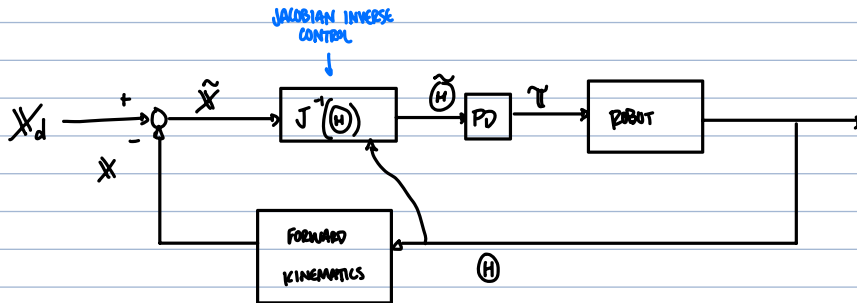 JACOBIAN INVERSE
CONTROL
+
𝕏d
-
𝕏
𝕏̃
J⁻¹(Ⓗ)
Ⓗ̃
PD
τ
ROBOT
FORWARD
KINEMATICS
Ⓗ